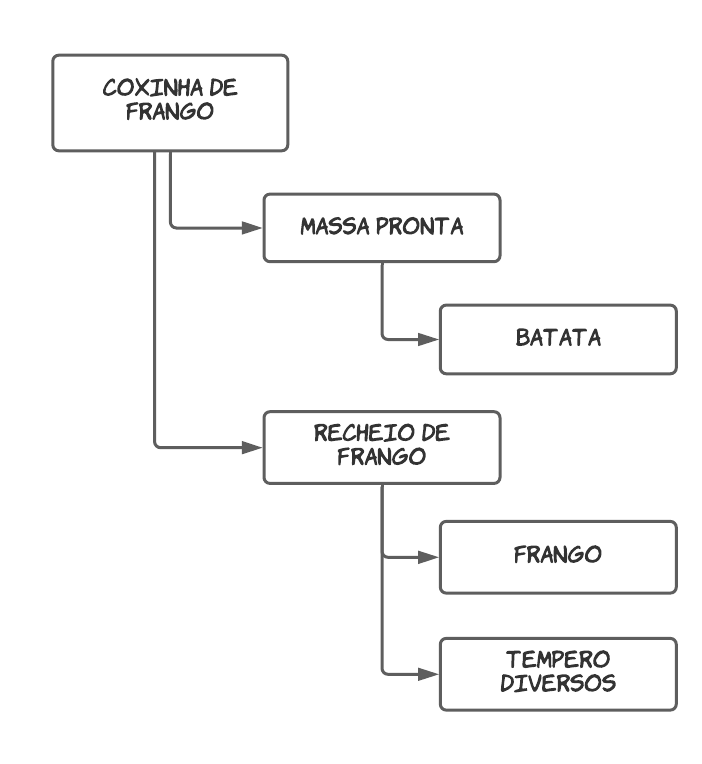 COXINHA DE
FRANGO
MASSA PRONTA
BATATA
RECHEIO DE
FRANGO
FRANGO
TEMPERO
DIVERSOS